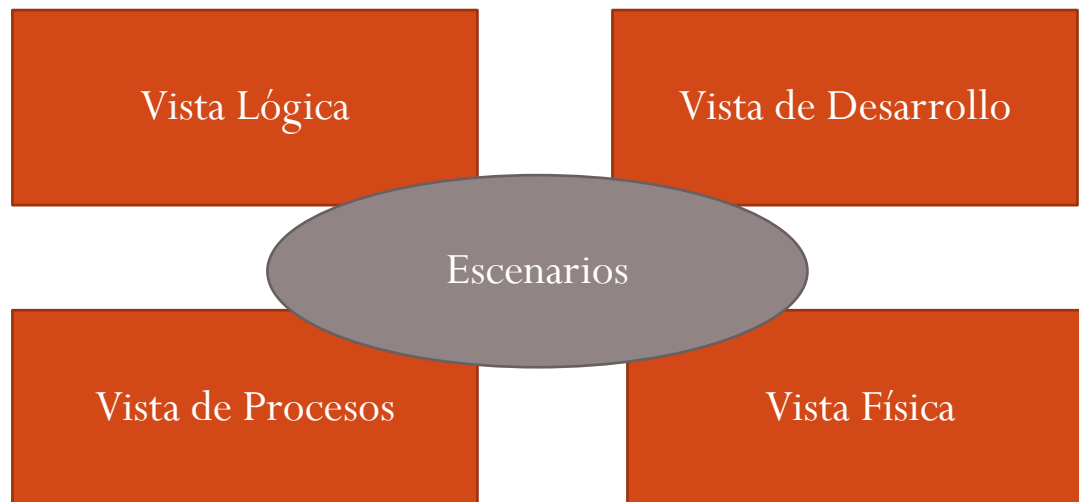 Vista Lógica
Vista de Desarrollo
Escenarios
Vista de Procesos
Vista Física